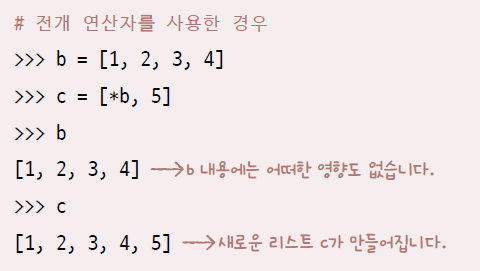 # 전개 연산자를 사용한 경우
>>> b = [1, 2, 3, 4]
>>> c = [*b, 5]
>>> b
[1, 2, 3, 4] → b 내용에는 어떠한 영향도 없습니다.
>>> c
[1, 2, 3, 4, 5] → 새로운 리스트 c가 만들어집니다.